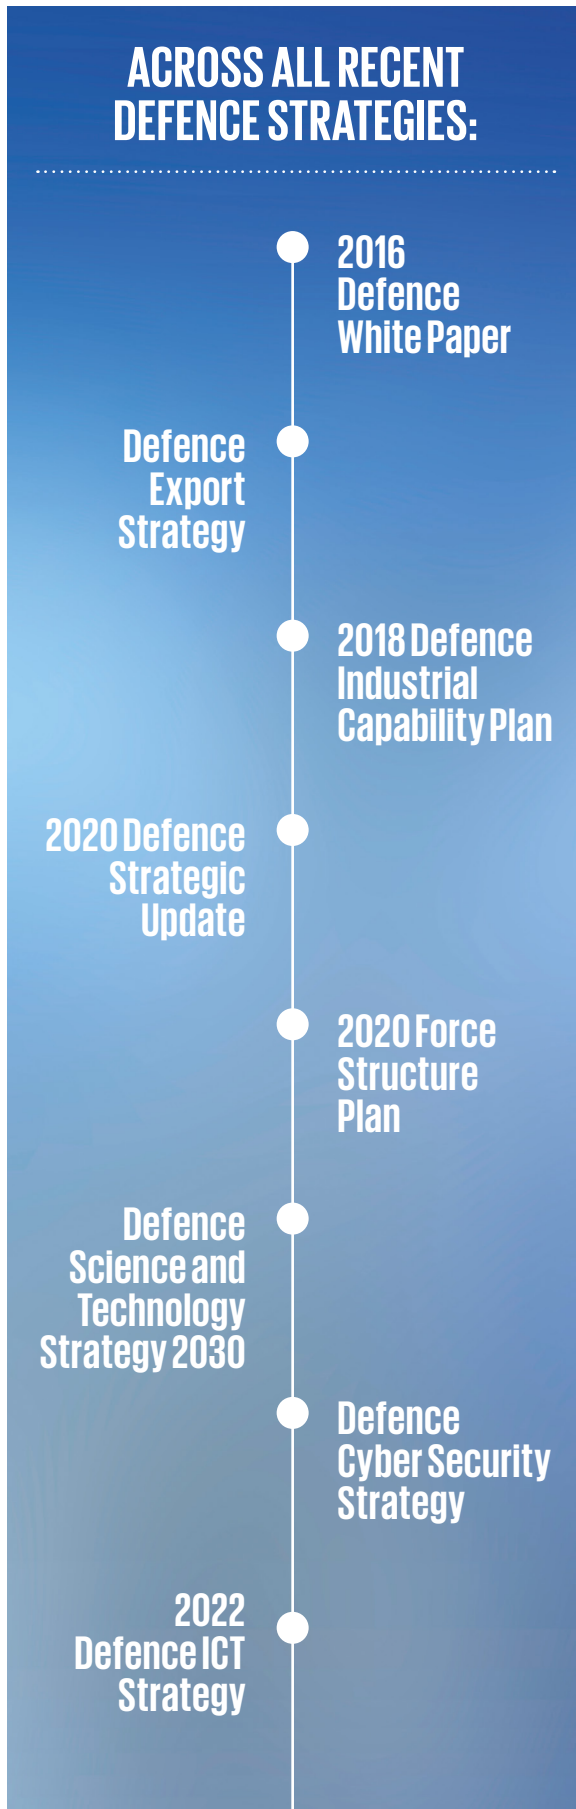 ACROSS ALL RECENT
DEFENCE STRATEGIES:
2016
Defence
White Paper
Defence
Export
Strategy
2018 Defence
Industrial
Capability Plan
2020 Defence
Strategic
Update
2020 Force
Structure
Plan
Defence
Science and
Technology
Strategy 2030
Defence
Cyber Security
Strategy
2022
Defence ICT
Strategy